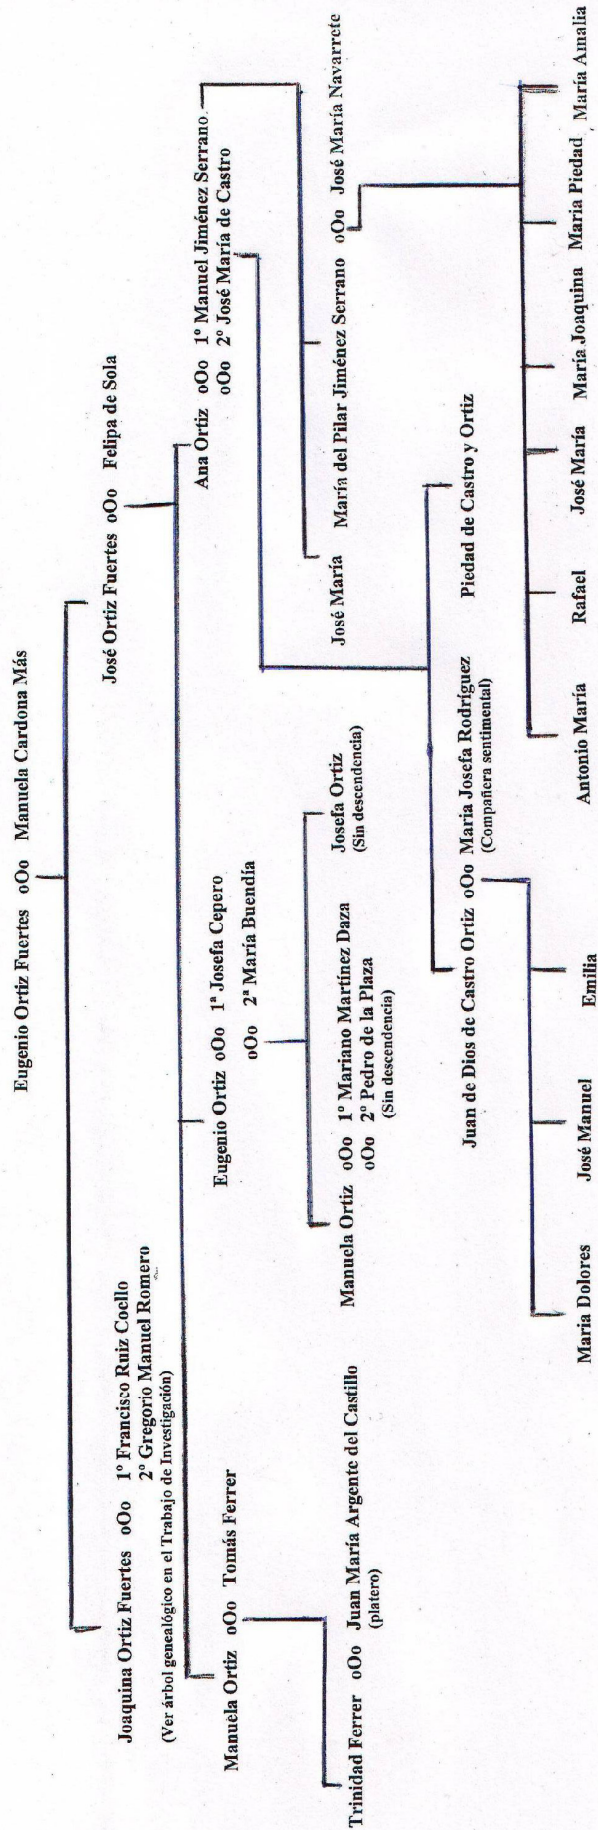 Eugenio Ortiz Fuertes oOo Manuela Cardona Más
Joaquina Ortiz Fuertes oOo 1º Francisco Ruiz Coello
2º Gregorio Manuel Romero
(Ver árbol genealógico en el Trabajo de Investigación)
José Ortiz Fuertes oOo Felipa de Sola
Manuela Ortiz oOo Tomás Ferrer
Eugenio Ortiz oOo 1ª Josefa Cepero
oOo 2ª María Buendía
Ana Ortiz oOo 1º Manuel Jiménez Serrano
oOo 2º José María de Castro
Trinidad Ferrer oOo Juan María Argente del Castillo
(platero)
Manuela Ortiz oOo 1º Mariano Martínez Daza
oOo 2º Pedro de la Plaza
(Sin descendencia)
Josefa Ortiz
(Sin descendencia)
José María
María del Pilar Jiménez Serrano oOo José María Navarrete
Juan de Dios de Castro Ortiz oOo Maria Josefa Rodríguez
(Compañera sentimental)
Piedad de Castro y Ortiz
Maria Dolores
José Manuel
Emilia
Antonio María
Rafael
José María
María Joaquina
Maria Piedad
María Amalia